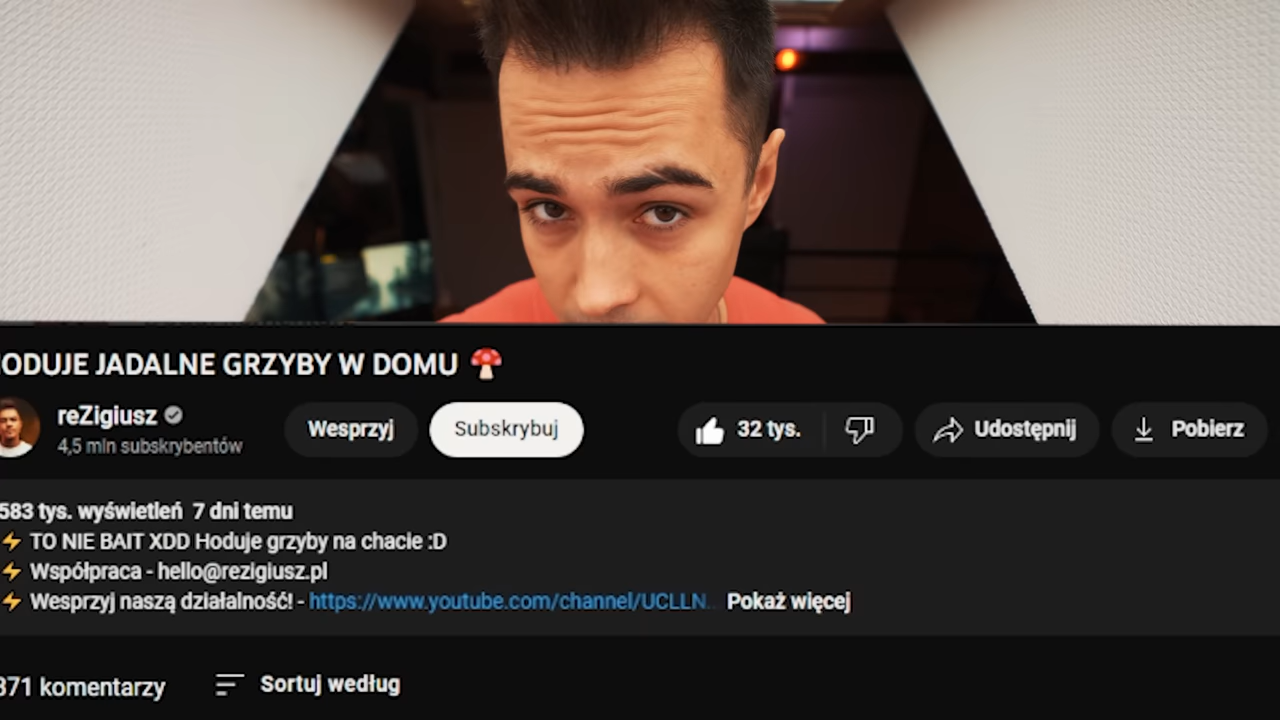 ODUJE JADALNE GRZYBY W DOMU 🍄
reZigiusz
4,5 mln subskrybentów
Wesprzyj
Subskrybuj
32 tys.
Udostępnij
Pobierz
583 tys. wyświetleń 7 dni temu
⚡ TO NIE BAIT XDD Hoduje grzyby na chacie :D
⚡ Współpraca - hello@rezigiusz.pl
⚡ Wesprzyj naszą działalność! - https://www.youtube.com/channel/UCLLN... Pokaż więcej
371 komentarzy
Sortuj według